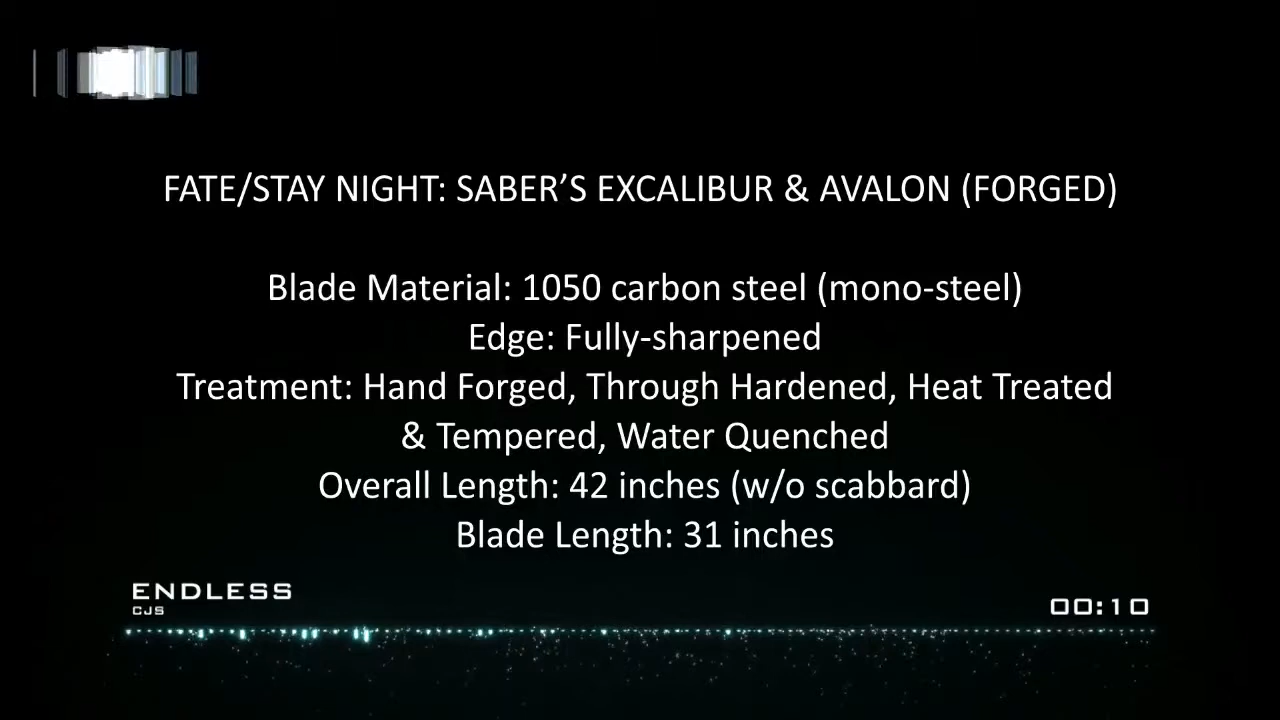 FATE/STAY NIGHT: SABER’S EXCALIBUR & AVALON (FORGED)
Blade Material: 1050 carbon steel (mono-steel)
Edge: Fully-sharpened
Treatment: Hand Forged, Through Hardened, Heat Treated
& Tempered, Water Quenched
Overall Length: 42 inches (w/o scabbard)
Blade Length: 31 inches
ENDLESS
CJS
00:10